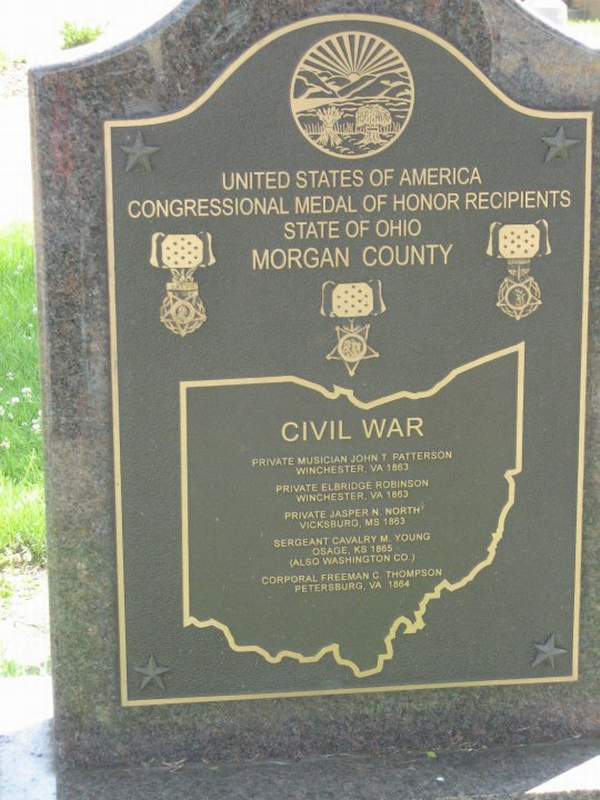 UNITED STATES OF AMERICA
CONGRESSIONAL MEDAL OF HONOR RECIPIENTS
STATE OF OHIO
MORGAN COUNTY
CIVIL WAR
PRIVATE MUSICIAN JOHN T. PATTERSON
WINCHESTER, VA 1863
PRIVATE ELBRIDGE ROBINSON
WINCHESTER, VA 1863
PRIVATE JASPER N. NORTH
VICKSBURG, MS 1863
SERGEANT CAVALRY M. YOUNG
OSAGE, KS 1865
(ALSO WASHINGTON CO.)
CORPORAL FREEMAN C. THOMPSON
PETERSBURG, VA 1864